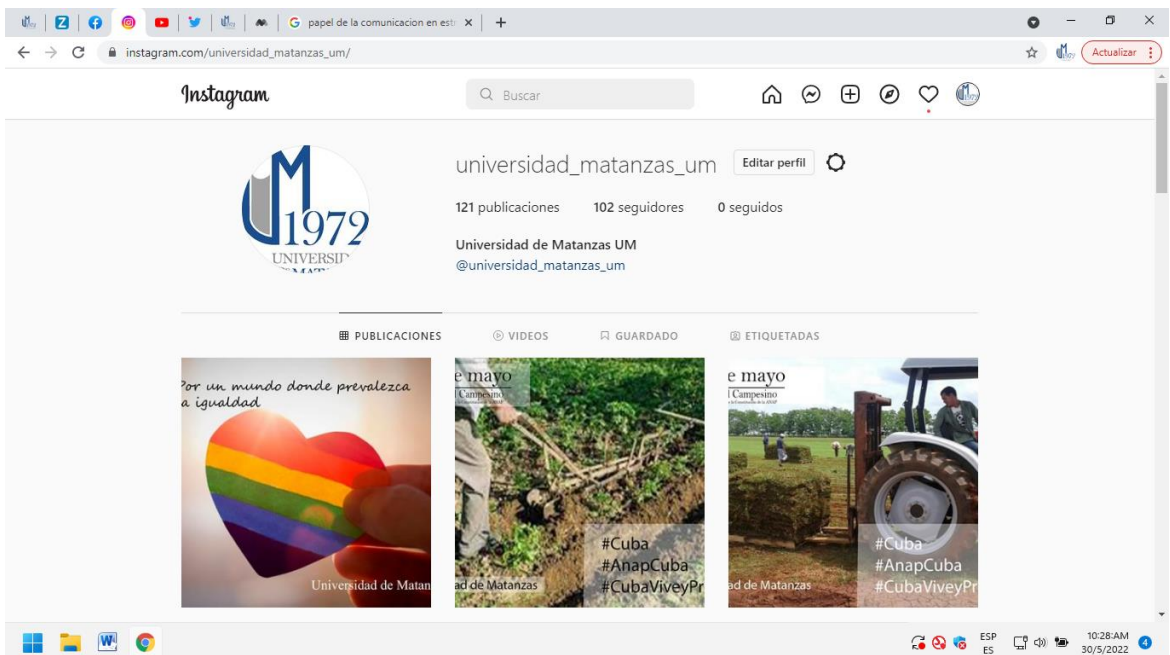 papel de la comunicacion en est
instagram.com/universidad_matanzas_um/
Actualizar
Instagram
Buscar
universidad_matanzas_um
Editar perfil
121 publicaciones 102 seguidores 0 seguidos
Universidad de Matanzas UM
@universidad_matanzas_um
1972
UNIVERSID
PUBLICACIONES VIDEOS GUARDADO ETIQUETADAS
Por un mundo donde prevalezca
a igualdad
Universidad de Matan
e mayo
Campesino
#Cuba
#AnapCuba
#CubaViveyPr
ad de Matanzas
e mayo
l Campesino
#Cuba
#AnapCuba
#CubaViveyPr
ad de Matanzas
ESP
ES
10:28:AM
30/5/2022
4